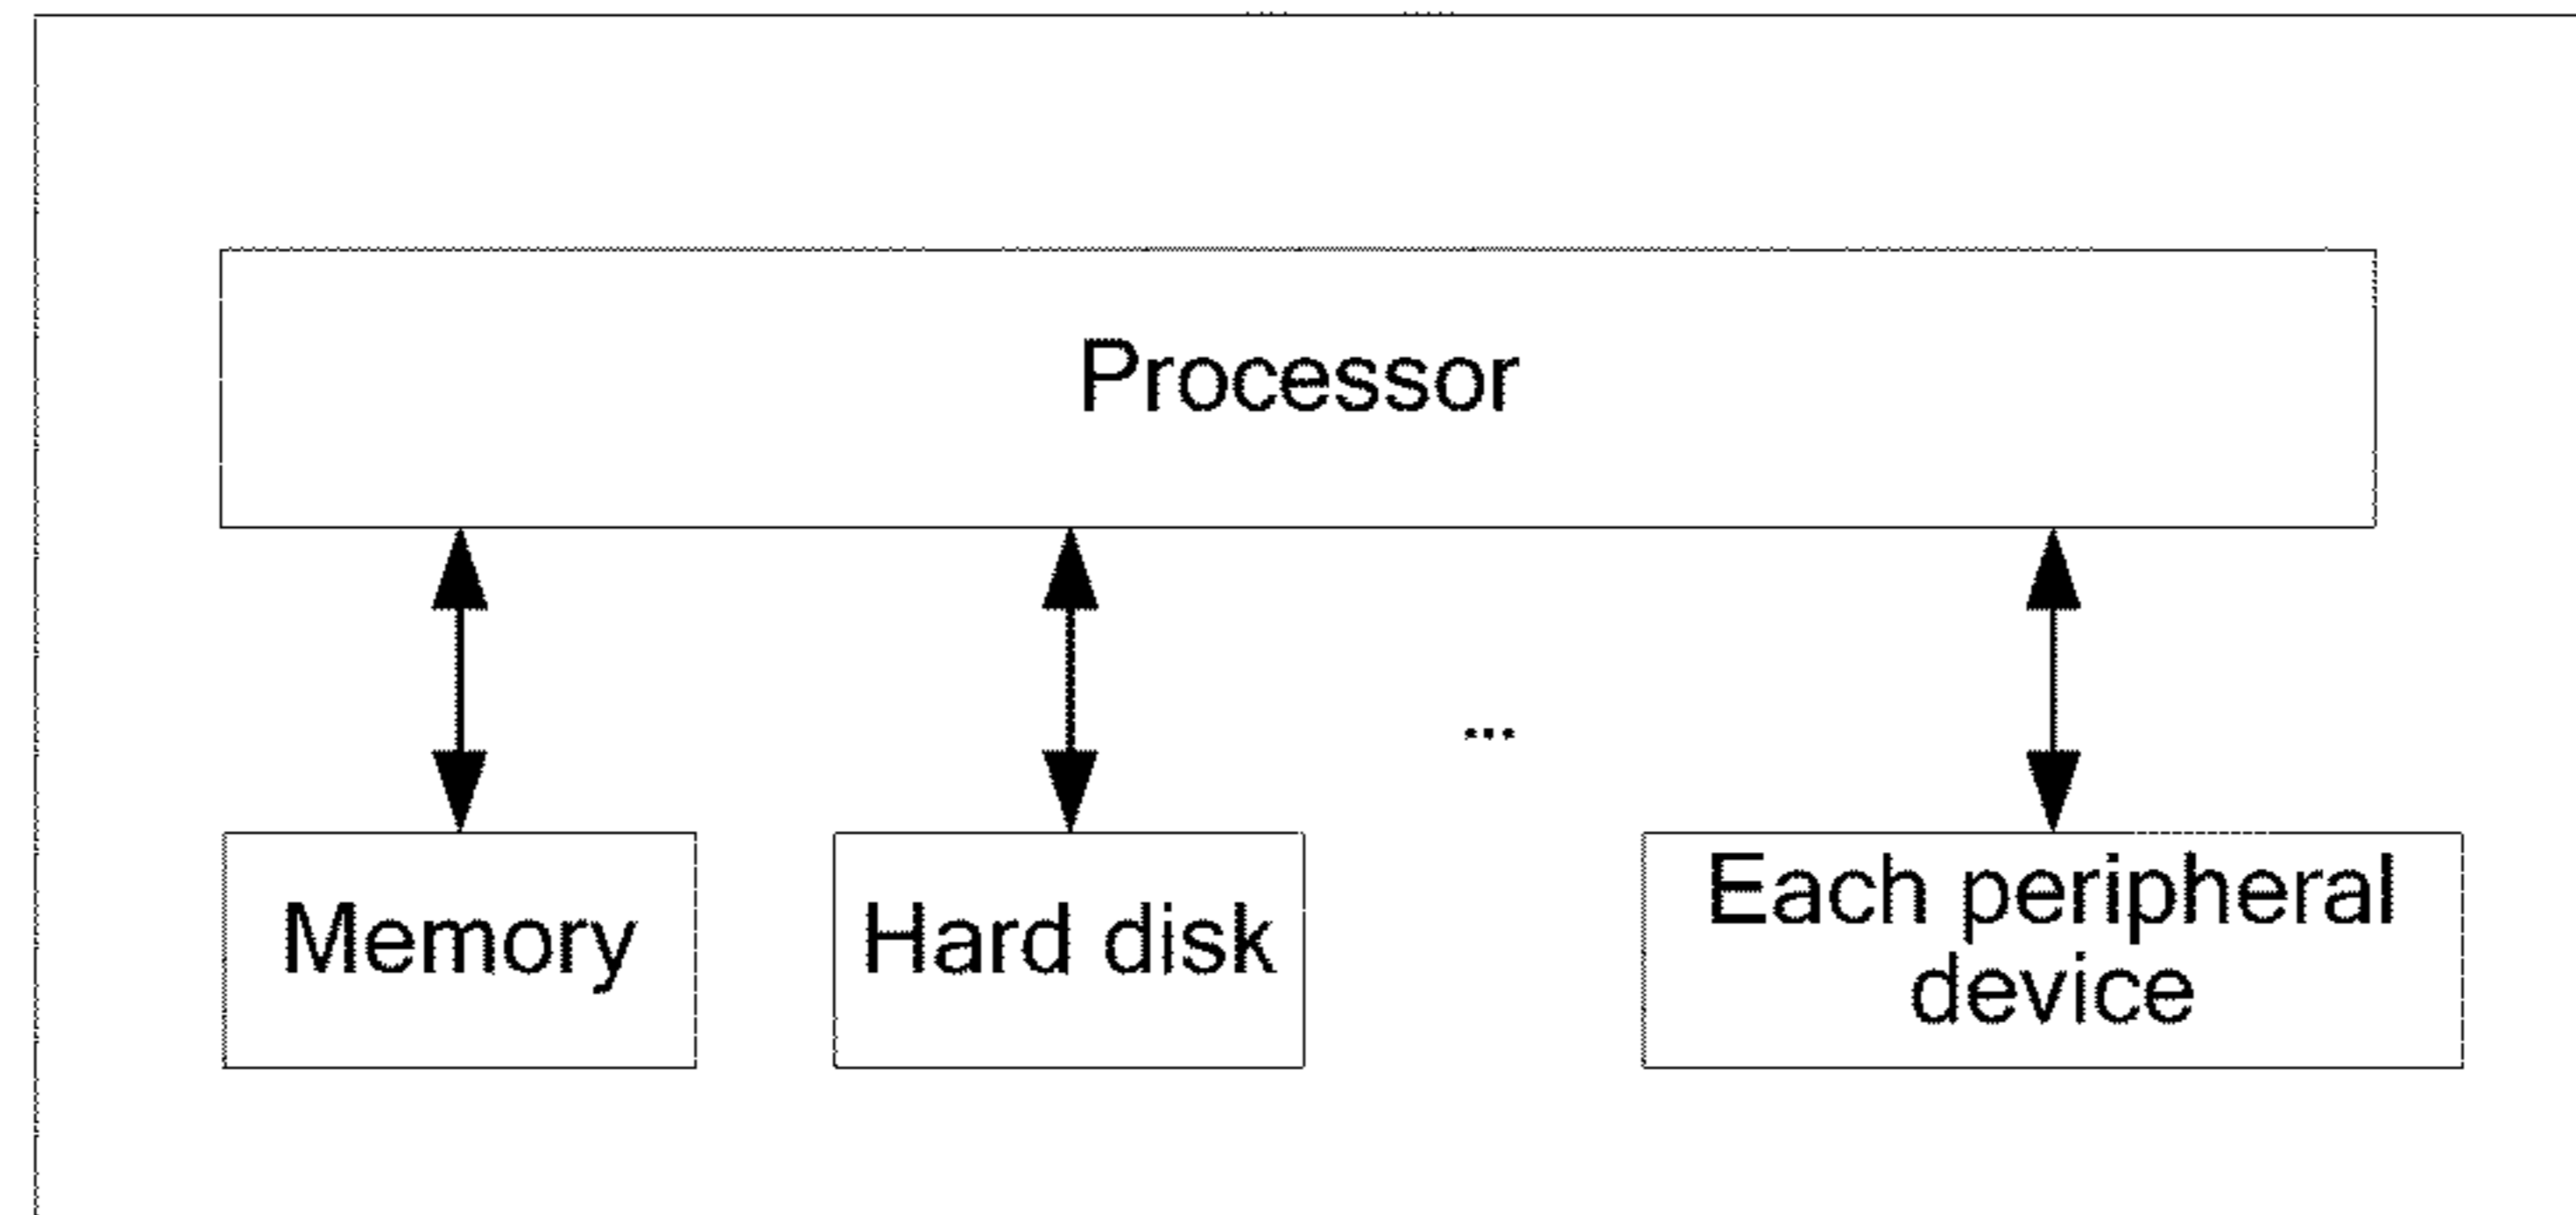 Processor
...
Memory
Hard disk
Each peripheral
device